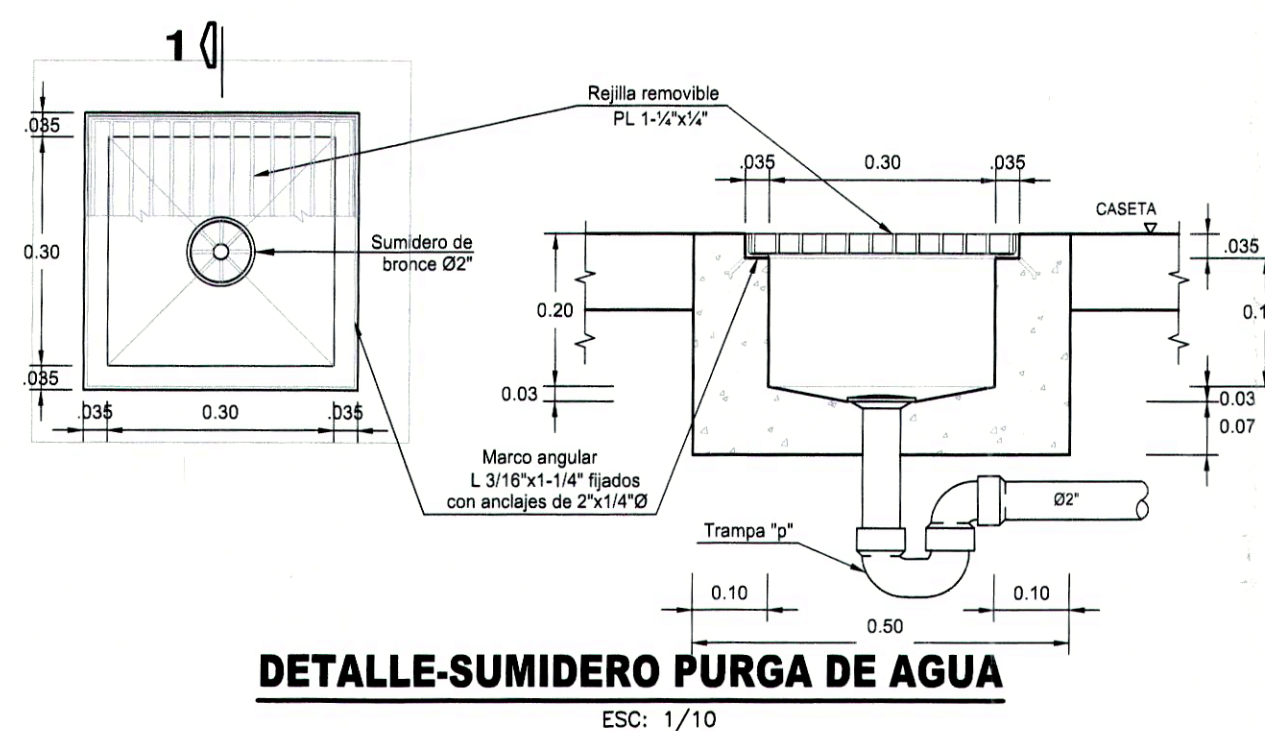 1
.035
0.30
.035
.035
0.30
.035
Rejilla removible
PL 1-¼"x¼"
Sumidero de
bronce Ø2"
Marco angular
L 3/16"x1-1/4" fijados
con anclajes de 2"x1/4"Ø
.035
0.30
.035
CASETA
.035
0.20
0.03
0.03
0.07
Trampa "p"
Ø2"
0.10
0.10
0.50
DETALLE-SUMIDERO PURGA DE AGUA
ESC: 1/10